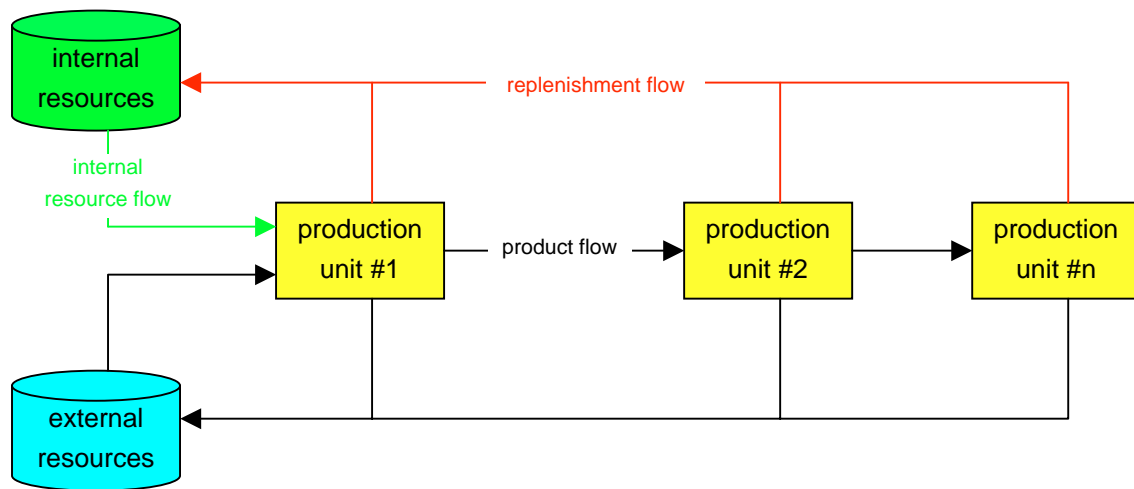 internal
resources
replenishment flow
internal
resource flow
production
unit #1
product flow
production
unit #2
production
unit #n
external
resources